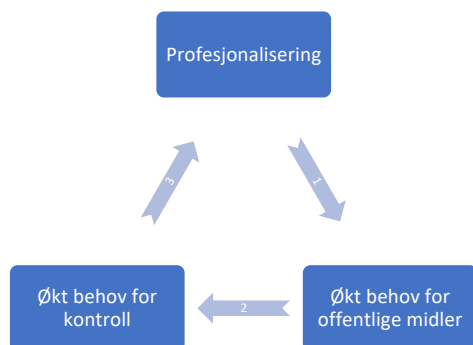 Profesjonalisering
1
Økt behov for
offentlige midler
2
Økt behov for
kontroll
3